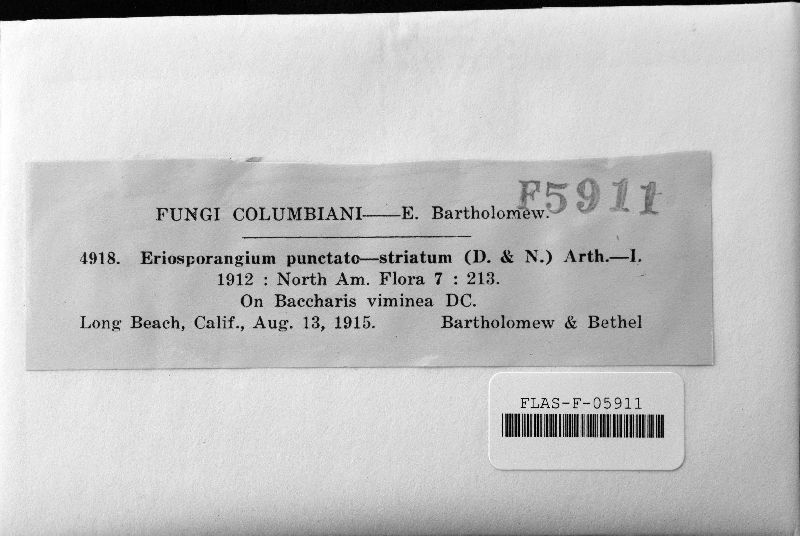 F5911
FUNGI COLUMBIANI——E. Bartholomew.
4918. Eriosporangium punctato—striatum (D. & N.) Arth.—I.
1912 : North Am. Flora 7 : 213.
On Baccharis viminea DC.
Long Beach, Calif., Aug. 13, 1915. Bartholomew & Bethel
FLAS-F-05911